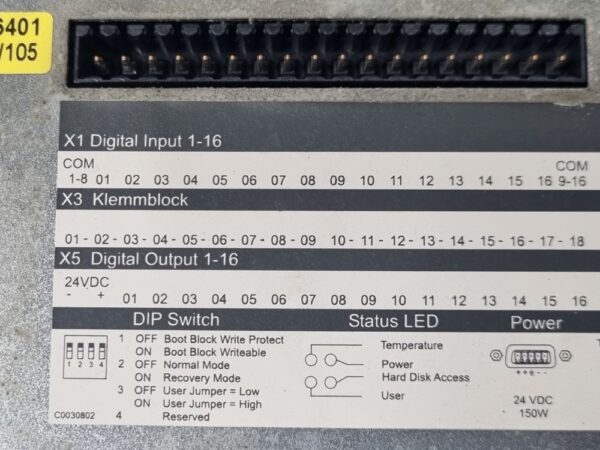 6401
/105
X1 Digital Input 1-16
COM COM
1-8 01 02 03 04 05 06 07 08 09 10 11 12 13 14 15 16 9-16
X3 Klemmblock
01 - 02 - 03 - 04 - 05 - 06 - 07 - 08 - 09 10 - 11 - 12 - 13 - 14 - 15 - 16 - 17 - 18
X5 Digital Output 1-16
24VDC
- + 01 02 03 04 05 06 07 08 09 10 11 12 13 14 15 16
DIP Switch
1 2 3 4
1 OFF Boot Block Write Protect
ON Boot Block Writeable
2 OFF Normal Mode
ON Recovery Mode
3 OFF User Jumper = Low
ON User Jumper = High
4 Reserved
C0030802
Status LED
Temperature
Power
Hard Disk Access
User
Power
24 VDC
150W